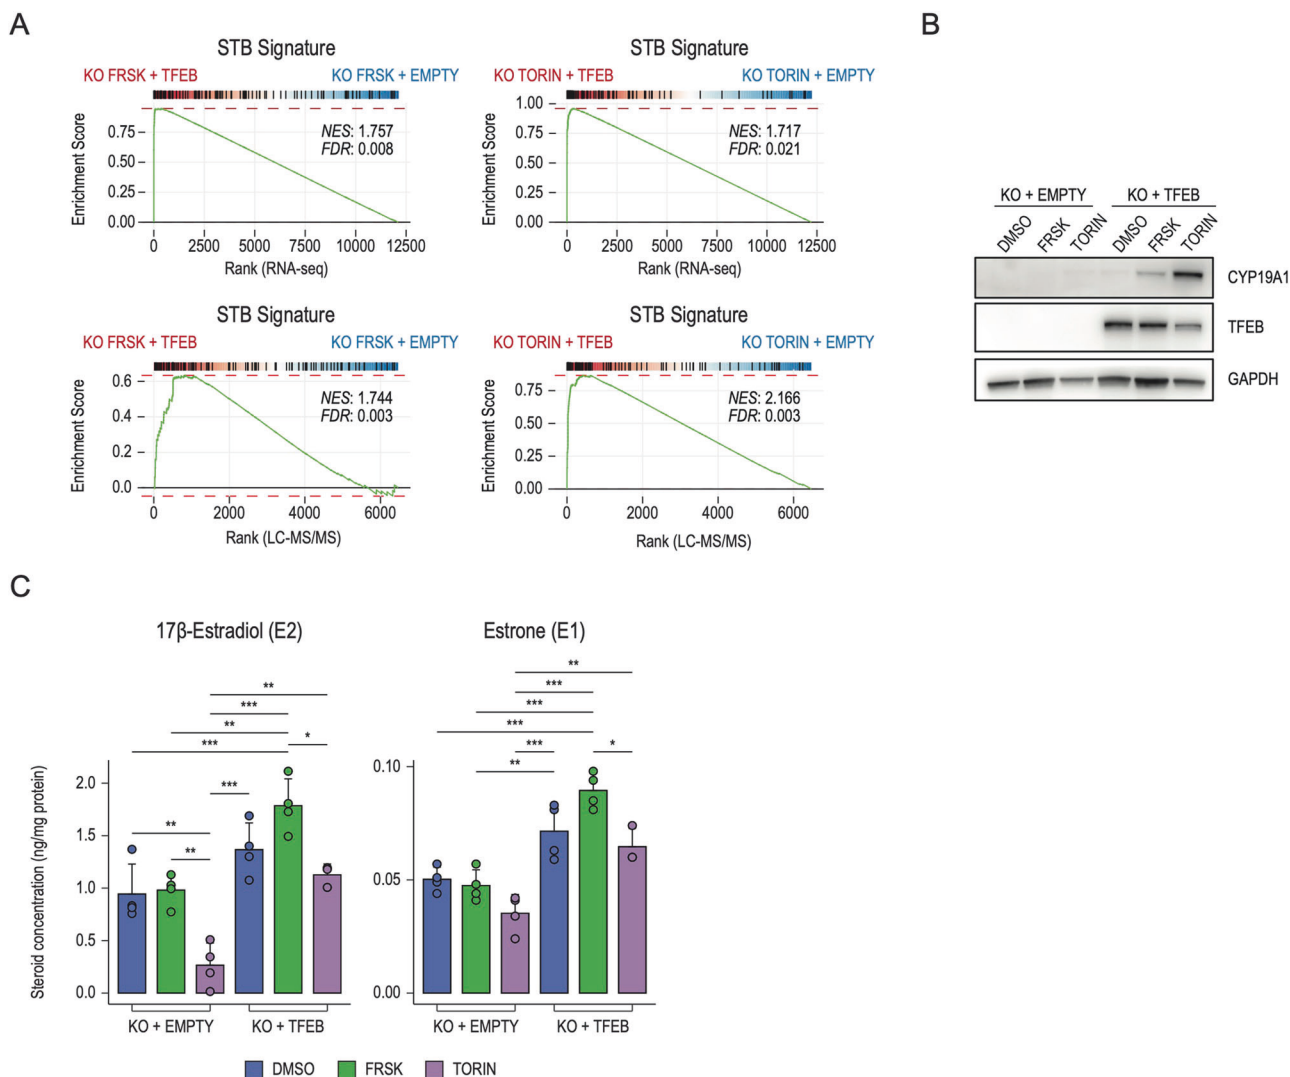 A
STB Signature
KO FRSK + TFEB
KO FRSK + EMPTY
Enrichment Score
0.75
0.50
0.25
0.00
NES: 1.757
FDR: 0.008
0 2500 5000 7500 10000 12500
Rank (RNA-seq)
STB Signature
KO TORIN + TFEB
KO TORIN + EMPTY
Enrichment Score
1.00
0.75
0.50
0.25
0.00
NES: 1.717
FDR: 0.021
0 2500 5000 7500 10000 12500
Rank (RNA-seq)
STB Signature
KO FRSK + TFEB
KO FRSK + EMPTY
Enrichment Score
0.6
0.4
0.2
0.0
NES: 1.744
FDR: 0.003
0 2000 4000 6000
Rank (LC-MS/MS)
STB Signature
KO TORIN + TFEB
KO TORIN + EMPTY
Enrichment Score
0.75
0.50
0.25
0.00
NES: 2.166
FDR: 0.003
0 2000 4000 6000
Rank (LC-MS/MS)
B
KO + EMPTY
KO + TFEB
DMSO FRSK TORIN DMSO FRSK TORIN
CYP19A1
TFEB
GAPDH
C
17β-Estradiol (E2)
Steroid concentration (ng/mg protein)
**
***
**
***
*
***
**
**
2.0
1.5
1.0
0.5
0.0
KO + EMPTY
KO + TFEB
Estrone (E1)
**
***
***
***
***
*
**
0.10
0.05
0.00
KO + EMPTY
KO + TFEB
DMSO FRSK TORIN